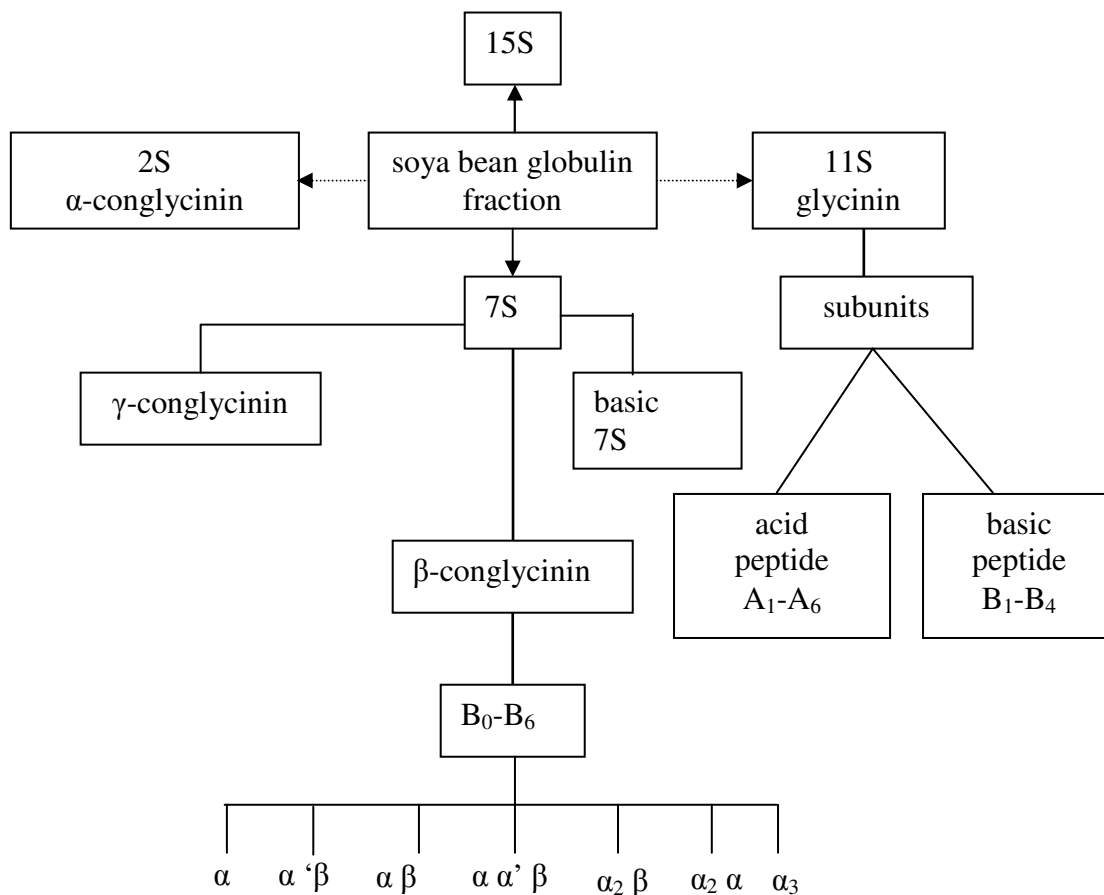 15S
2S
α-conglycinin
soya bean globulin
fraction
11S
glycinin
7S
subunits
γ-conglycinin
basic
7S
acid
peptide
A₁-A₆
basic
peptide
B₁-B₄
β-conglycinin
B₀-B₆
α α ‘β α β α α’ β α₂ β α₂ α α₃